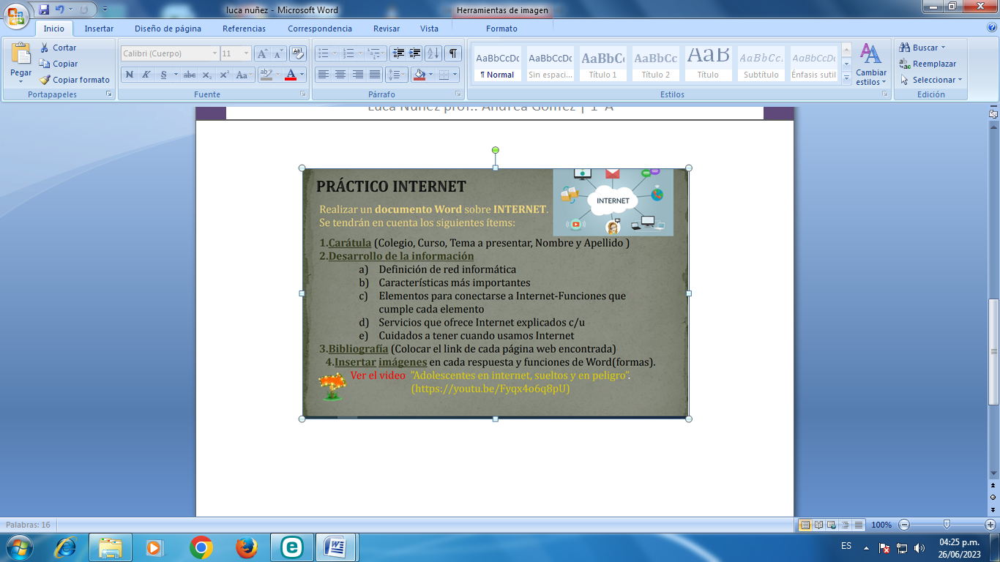 luca nuñez - Microsoft Word
Herramientas de imagen
Inicio
Insertar
Diseño de página
Referencias
Correspondencia
Revisar
Vista
Formato
Pegar
Cortar
Copiar
Copiar formato
Portapapeles
Calibri (Cuerpo)
11
N K S abc x₂ x² Aa
Fuente
Párrafo
AaBbCcDc
¶ Normal
AaBbCcDc
Sin espaci...
AaBbCc
Título 1
AaBbCc
Título 2
AaB
Título
AaBbCc.
Subtítulo
AaBbCcDc
Énfasis sutil
Cambiar estilos
Estilos
Buscar
Reemplazar
Seleccionar
Edición
Luca Nuñez prof.: Andrea Gomez | 1 A
PRÁCTICO INTERNET
INTERNET
Realizar un documento Word sobre INTERNET.
Se tendrán en cuenta los siguientes ítems:
1.Carátula (Colegio, Curso, Tema a presentar, Nombre y Apellido )
2.Desarrollo de la información
a) Definición de red informática
b) Características más importantes
c) Elementos para conectarse a Internet-Funciones que
cumple cada elemento
d) Servicios que ofrece Internet explicados c/u
e) Cuidados a tener cuando usamos Internet
3.Bibliografía (Colocar el link de cada página web encontrada)
4.Insertar imágenes en cada respuesta y funciones de Word(formas).
Ver el video "Adolescentes en internet, sueltos y en peligro".
(https://youtu.be/Fyqx4o6q8pU)
Palabras: 16
100%
ES
04:25 p.m.
26/06/2023